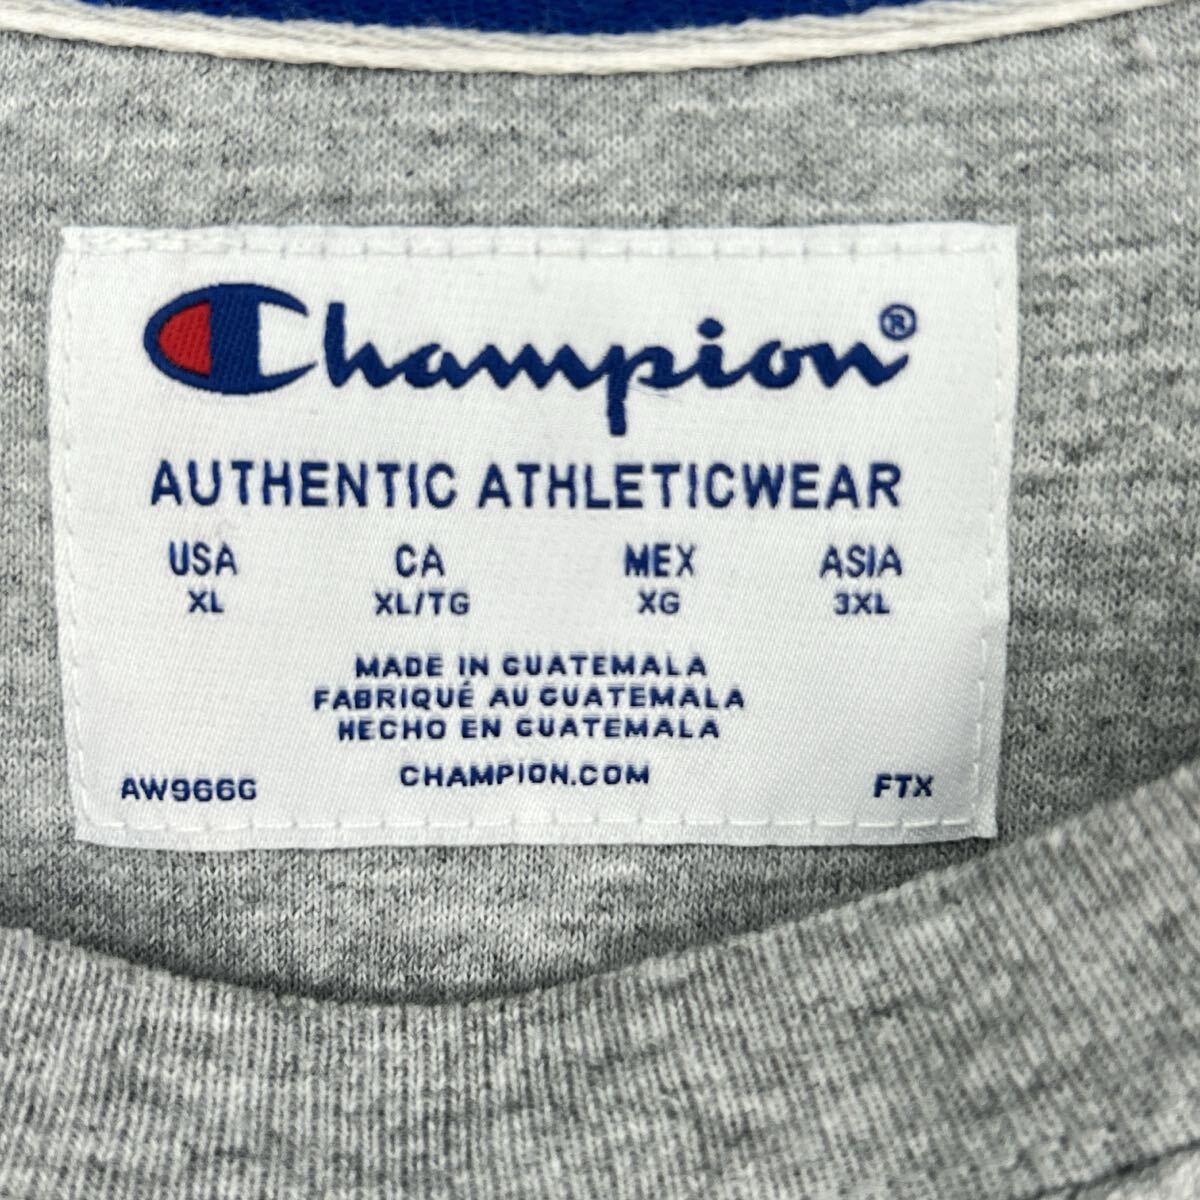 Champion®
AUTHENTIC ATHLETICWEAR
USA CA MEX ASIA
XL XL/TG XG 3XL
MADE IN GUATEMALA
FABRIQUÉ AU GUATEMALA
HECHO EN GUATEMALA
CHAMPION.COM
AW966G FTX